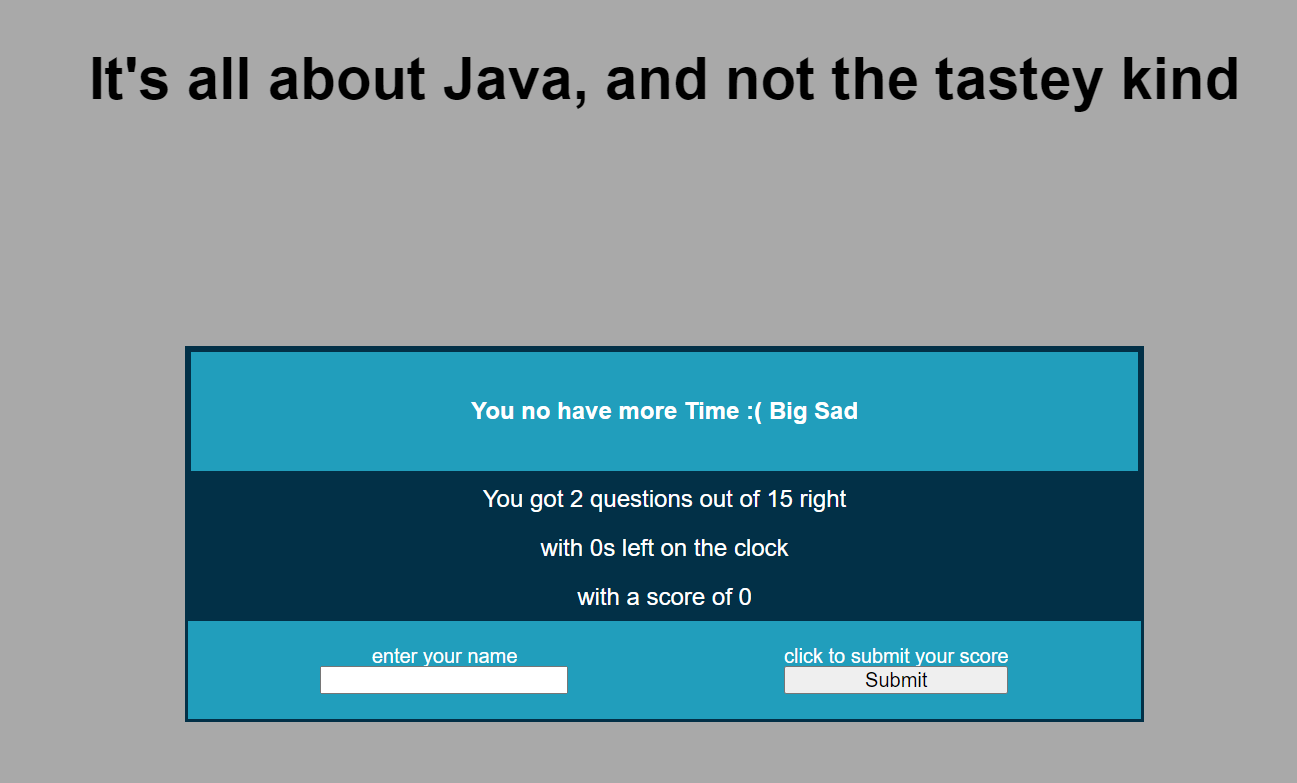 It's all about Java, and not the tastey kind
You no have more Time :( Big Sad
You got 2 questions out of 15 right
with 0s left on the clock
with a score of 0
enter your name
click to submit your score
Submit